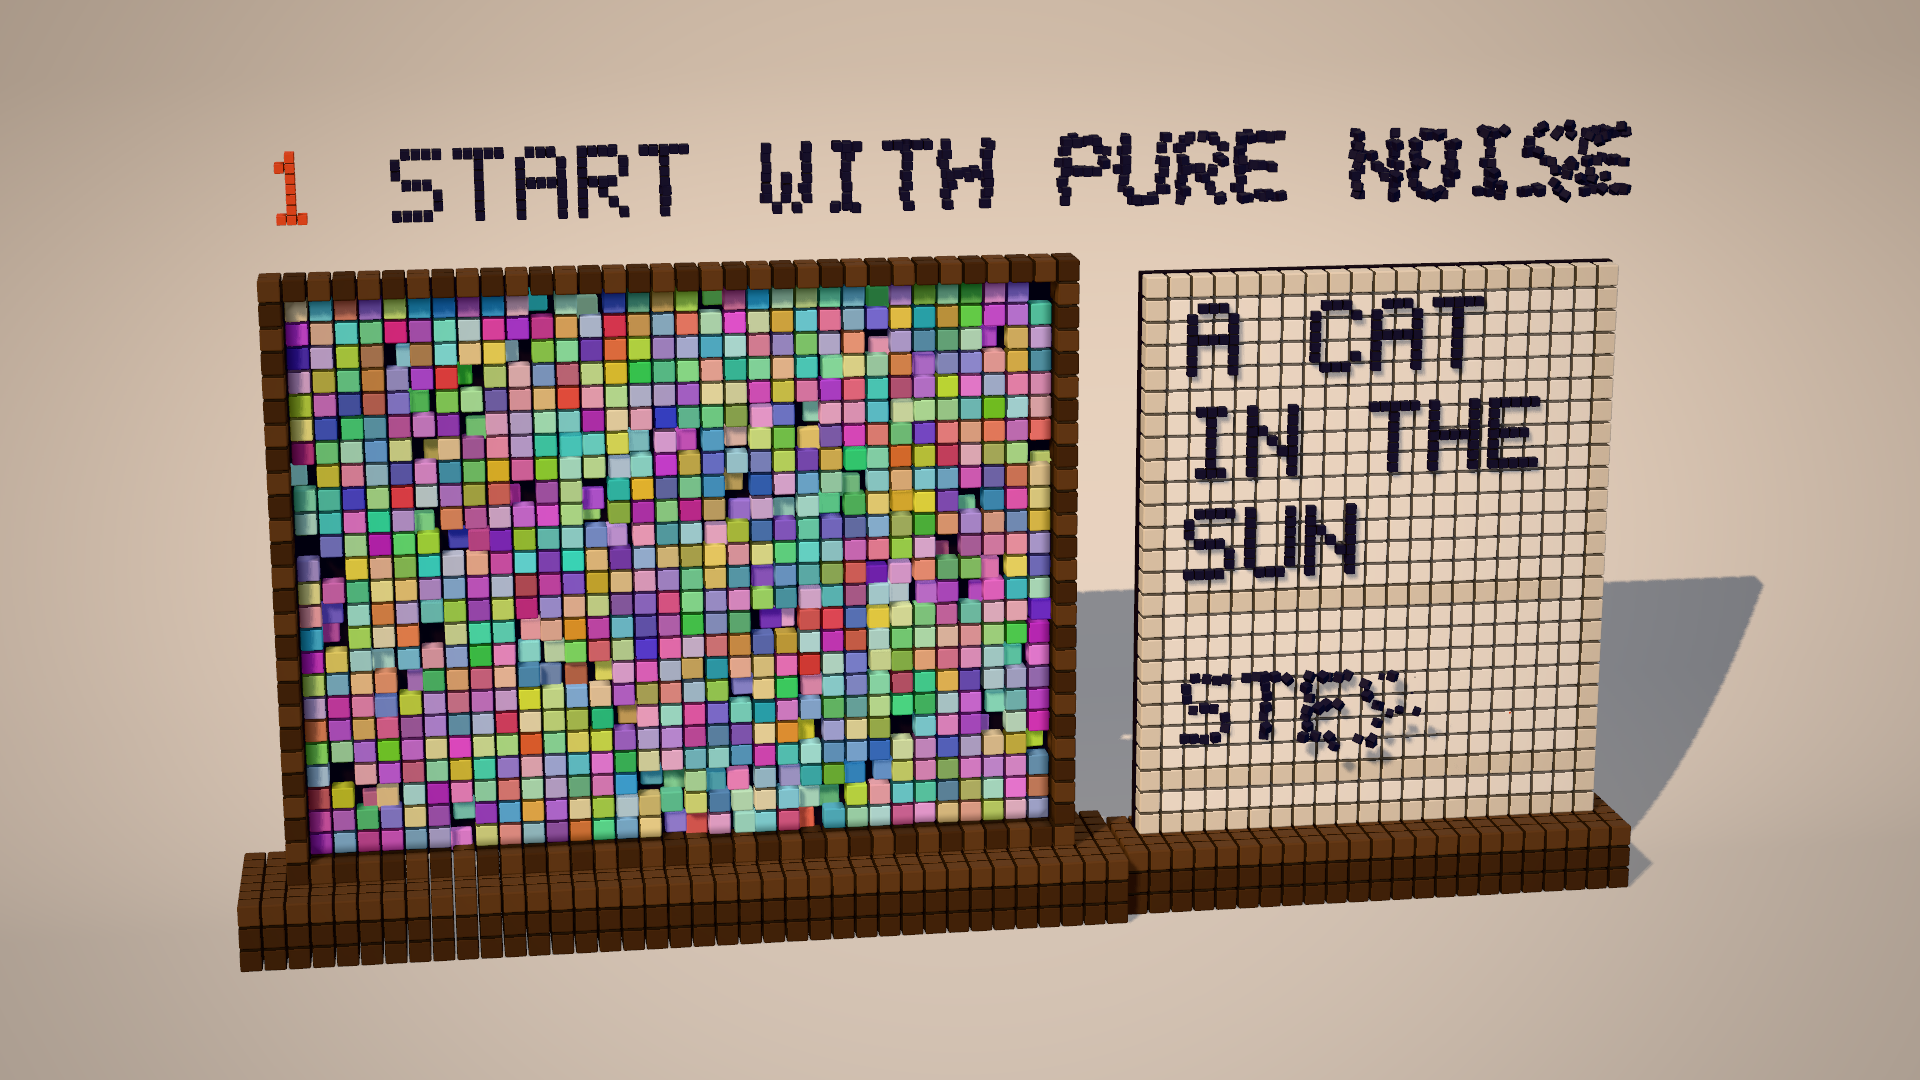 1 START WITH PURE NOISE
A CAT
IN THE
SUN